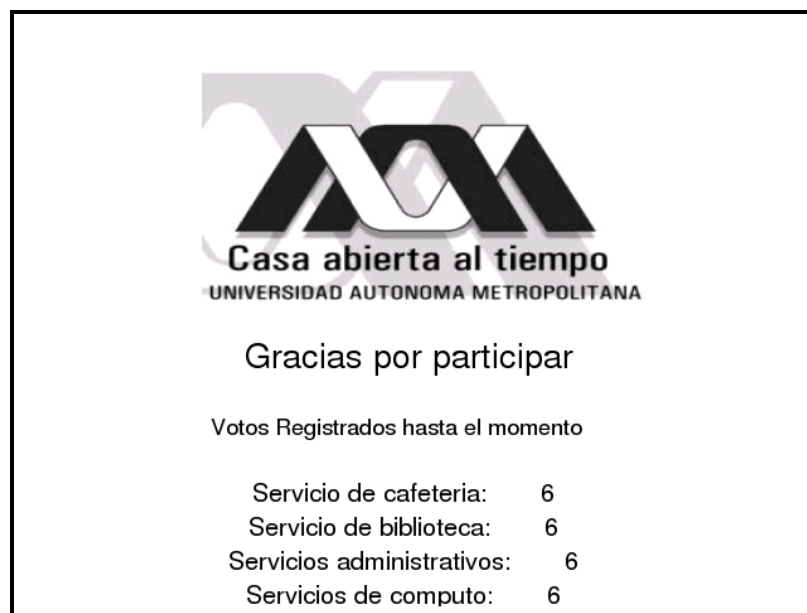 Casa abierta al tiempo
UNIVERSIDAD AUTONOMA METROPOLITANA
Gracias por participar
Votos Registrados hasta el momento
Servicio de cafeteria: 6
Servicio de biblioteca: 6
Servicios administrativos: 6
Servicios de computo: 6